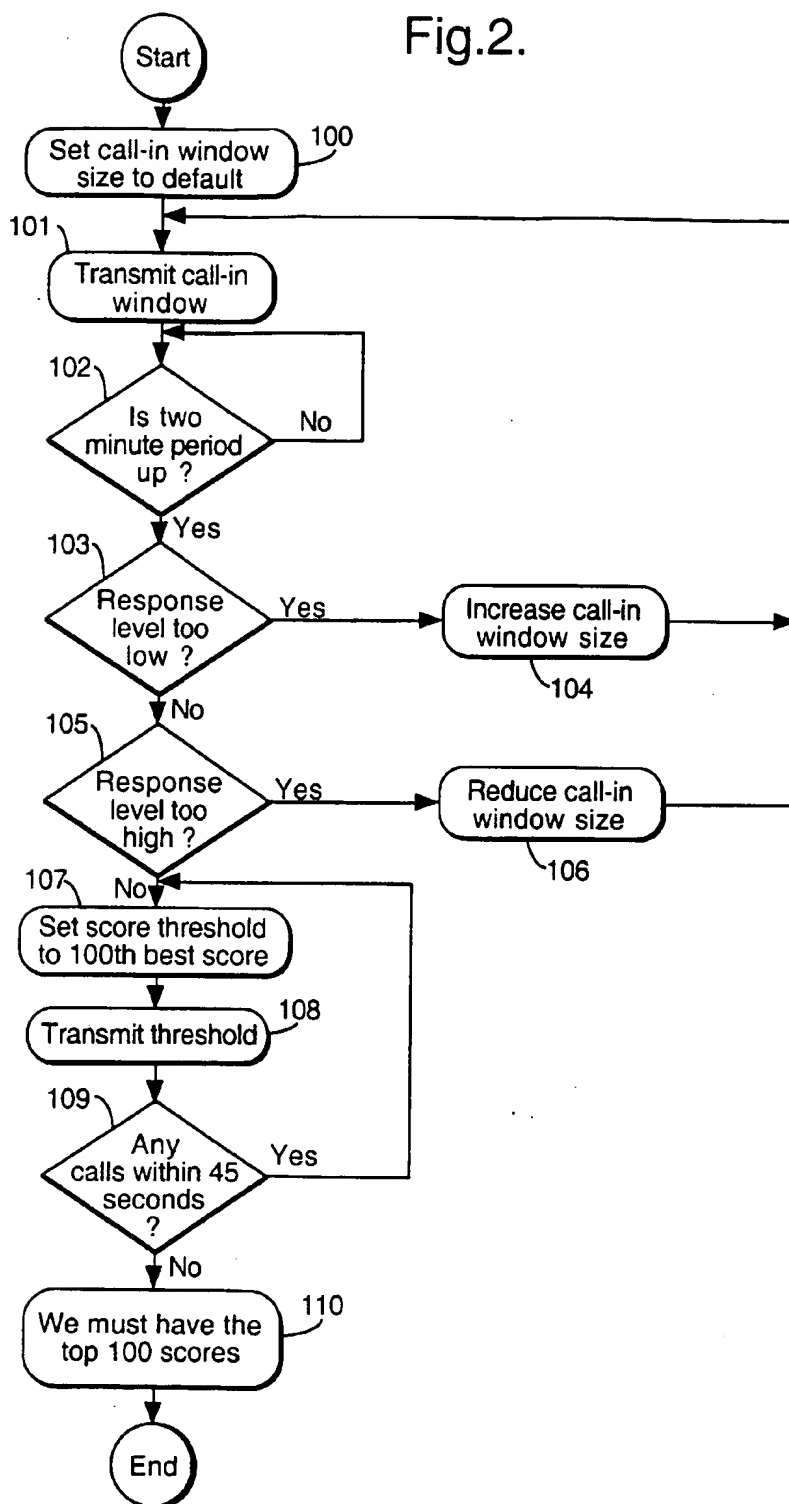 Fig.2.
Start
100
Set call-in window
size to default
101
Transmit call-in
window
102
Is two
minute period
up ?
No
Yes
103
Response
level too
low ?
Yes
Increase call-in
window size
104
No
105
Response
level too
high ?
Yes
Reduce call-in
window size
106
No
107
Set score threshold
to 100th best score
108
Transmit threshold
109
Any
calls within 45
seconds
?
Yes
No
110
We must have the
top 100 scores
End